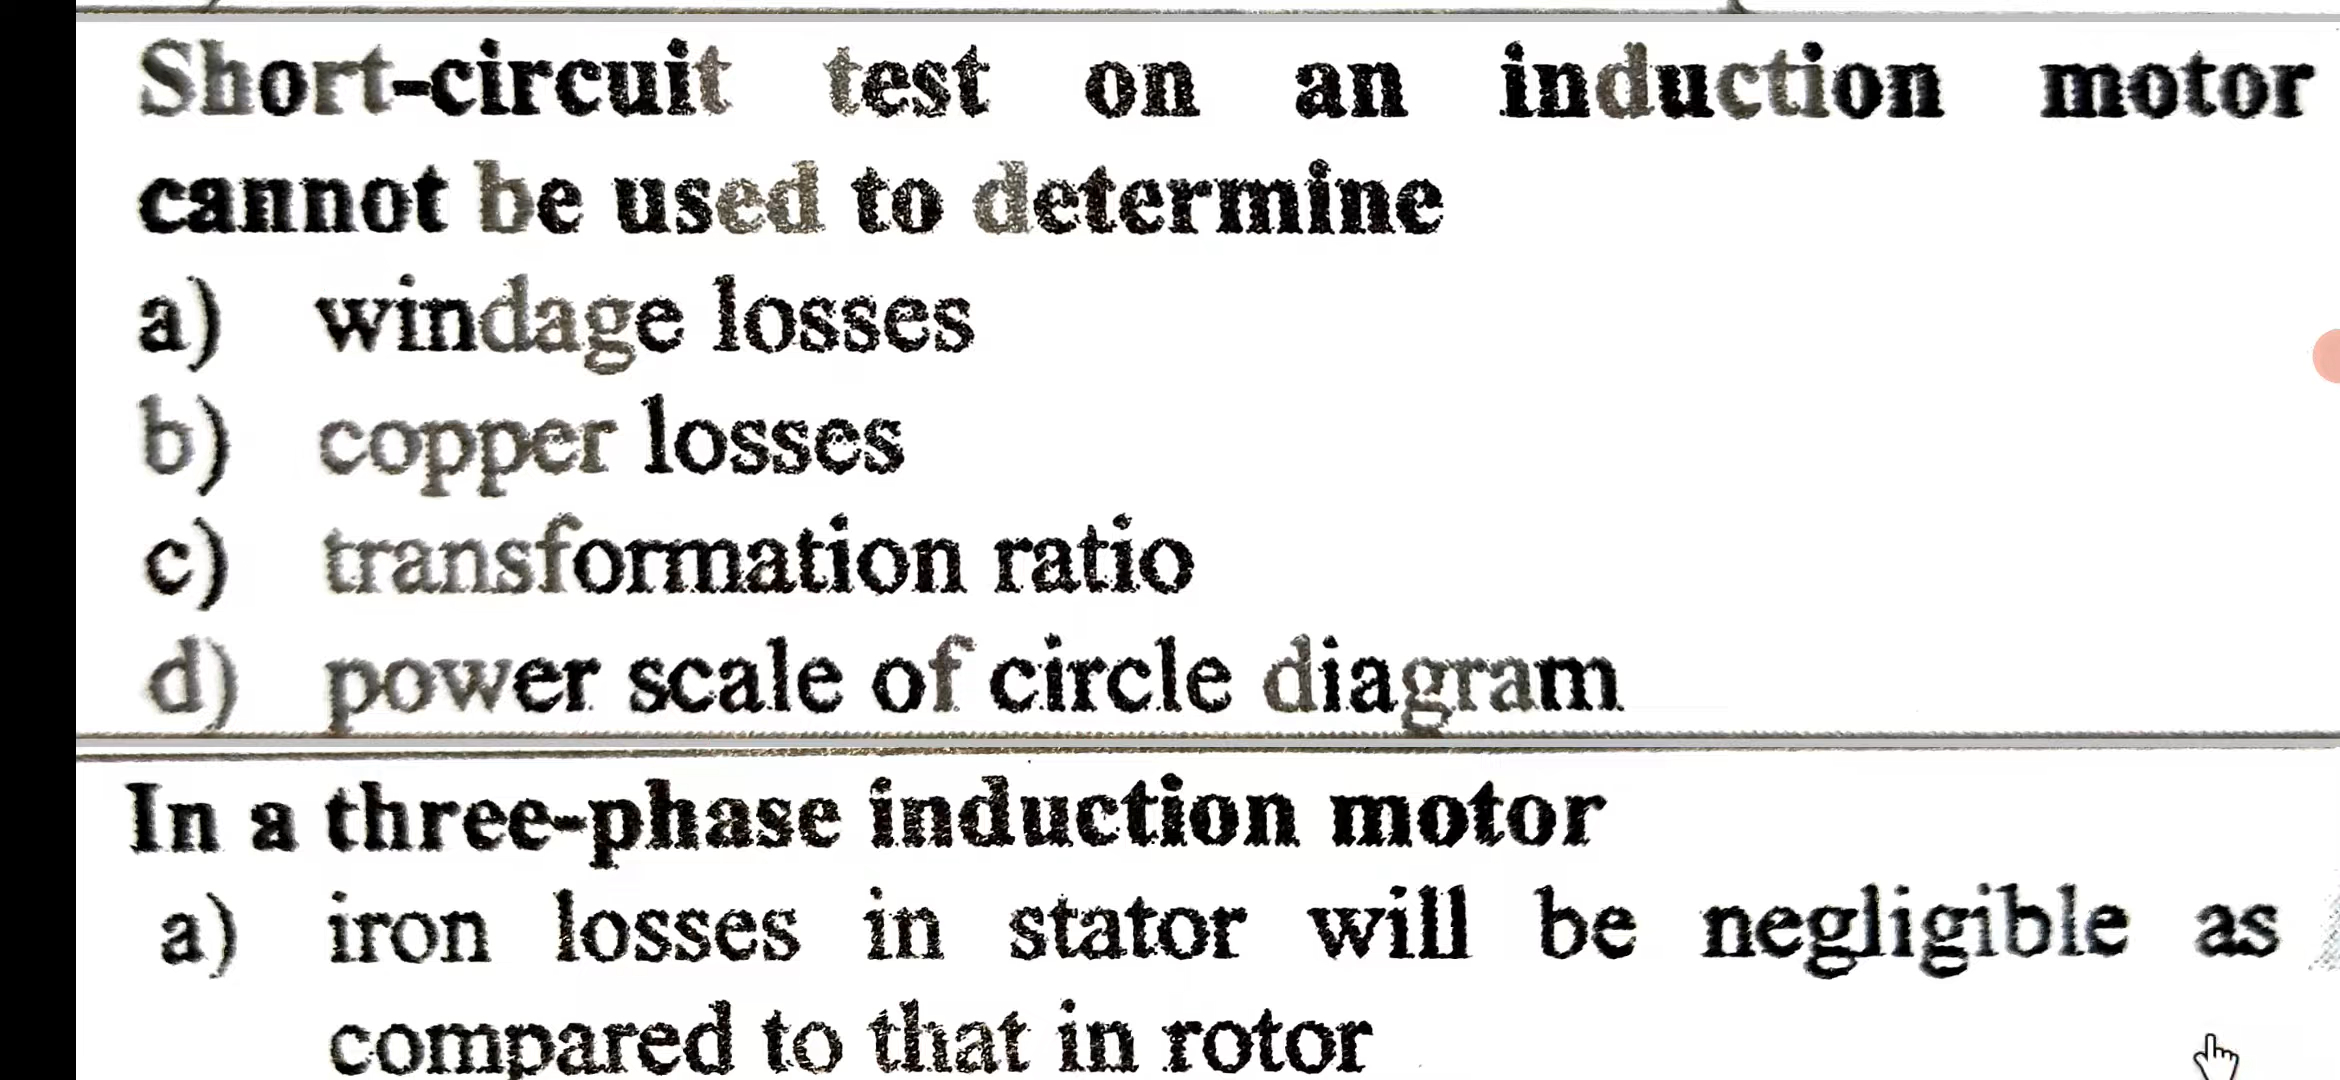 Short-circuit test on an induction motor
cannot be used to determine
a) windage losses
b) copper losses
c) transformation ratio
d) power scale of circle diagram
In a three-phase induction motor
a) iron losses in stator will be negligible as
compared to that in rotor